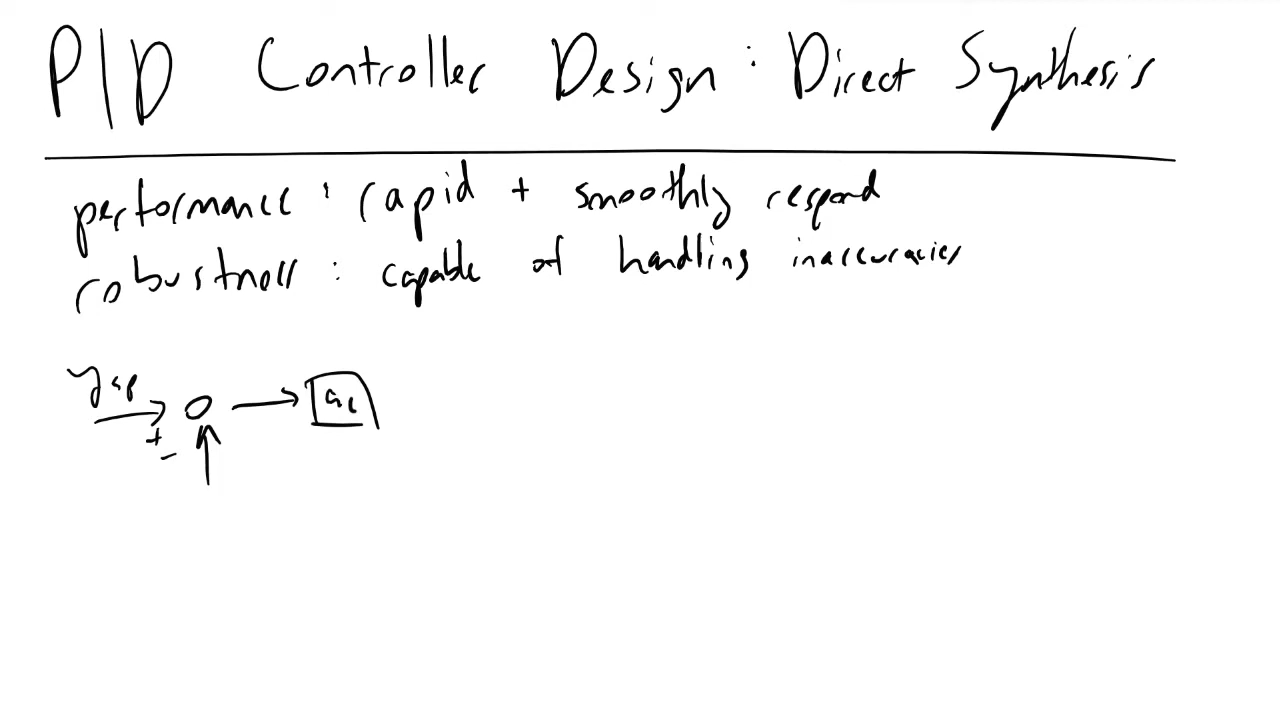 PID Controller Design : Direct Synthesis
performance : rapid + smoothly respond
robustness : capable of handling inaccuracies
ysp
Gc
+
-